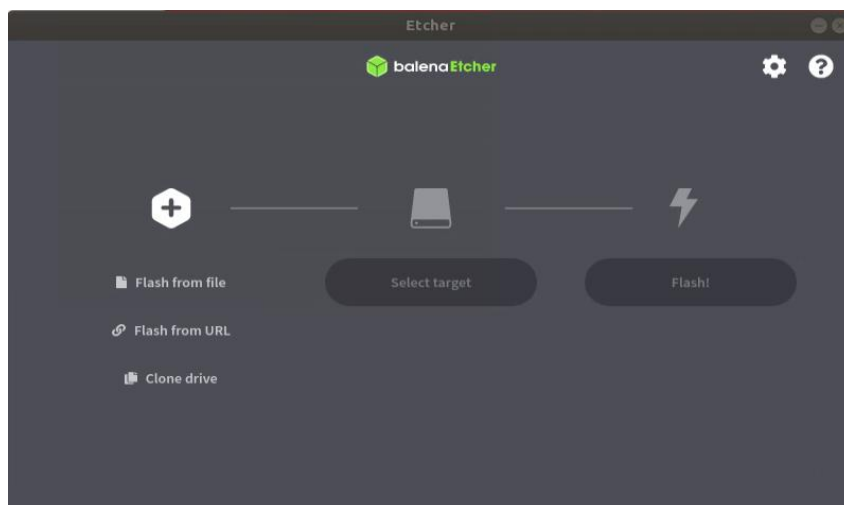 Etcher
balenaEtcher
Flash from file
Select target
Flash!
Flash from URL
Clone drive